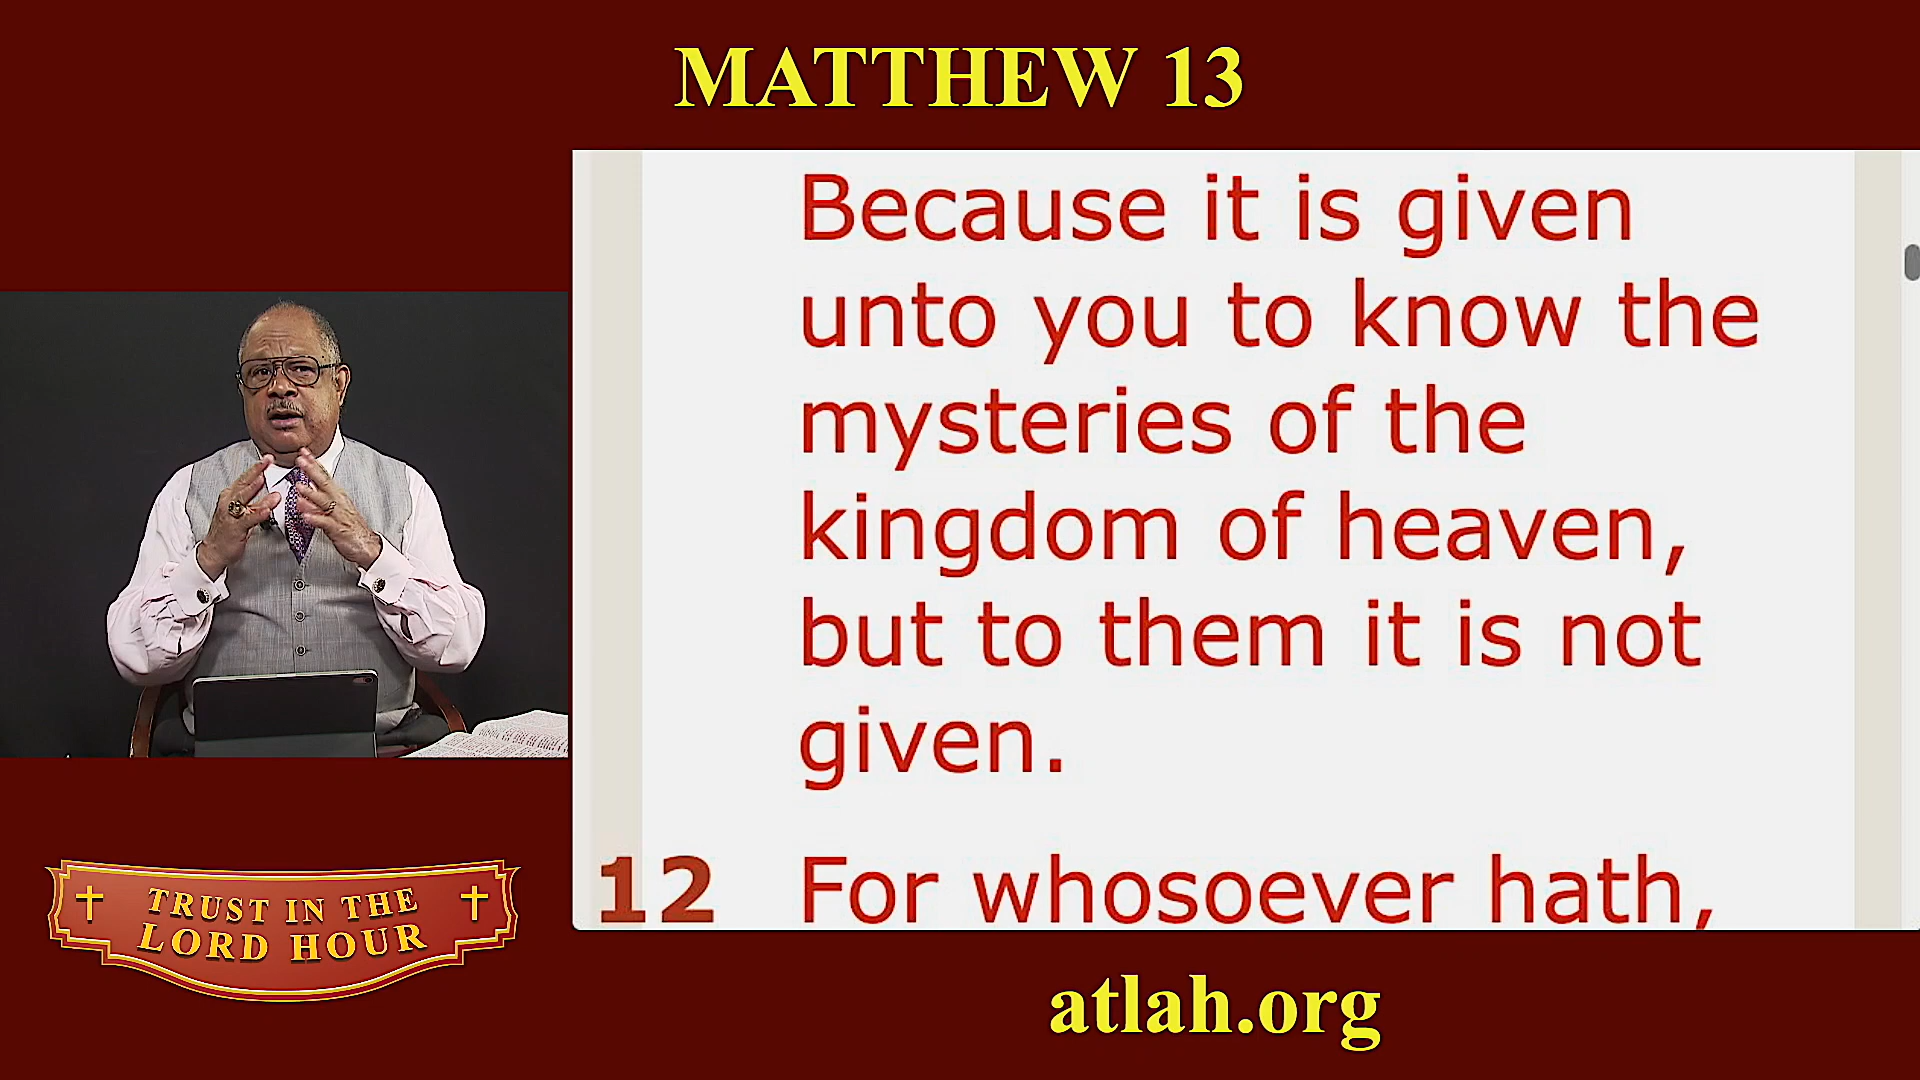 MATTHEW 13
Because it is given
unto you to know the
mysteries of the
kingdom of heaven,
but to them it is not
given.
12 For whosoever hath,
TRUST IN THE
LORD HOUR
atlah.org